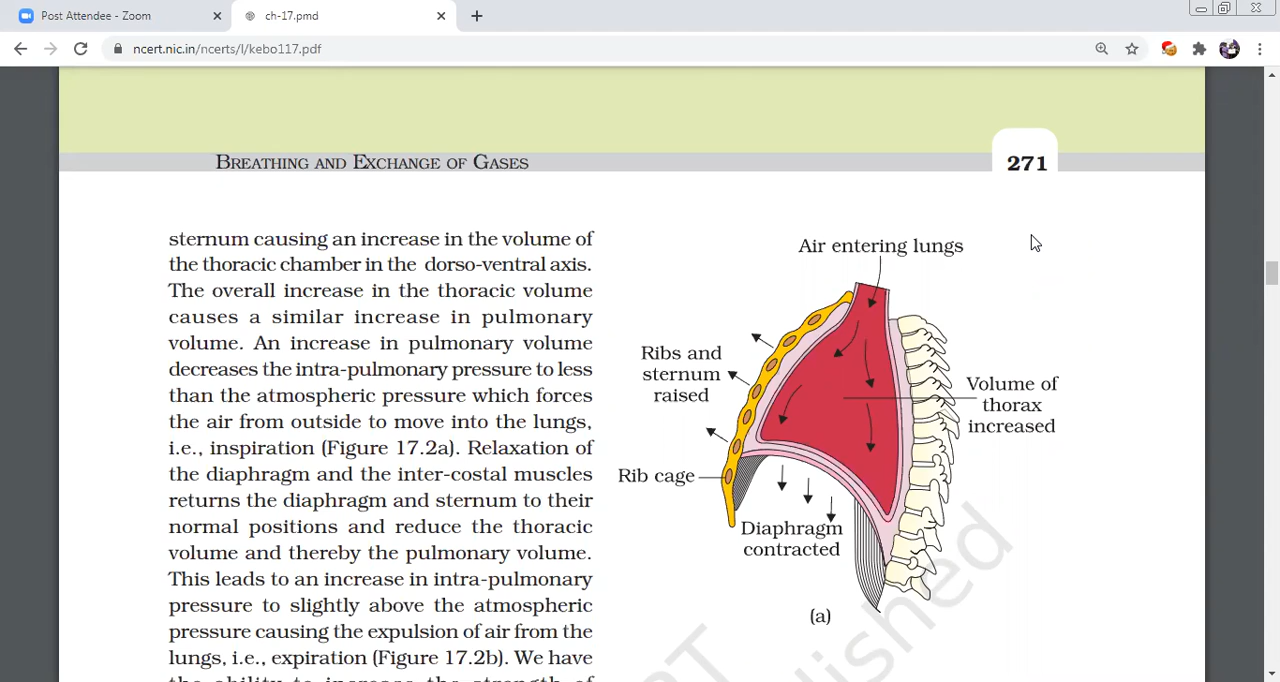 Post Attendee - Zoom
ch-17.pmd
ncert.nic.in/ncerts/l/kebo117.pdf
BREATHING AND EXCHANGE OF GASES
271
sternum causing an increase in the volume of
the thoracic chamber in the dorso-ventral axis.
The overall increase in the thoracic volume
causes a similar increase in pulmonary
volume. An increase in pulmonary volume
decreases the intra-pulmonary pressure to less
than the atmospheric pressure which forces
the air from outside to move into the lungs,
i.e., inspiration (Figure 17.2a). Relaxation of
the diaphragm and the inter-costal muscles
returns the diaphragm and sternum to their
normal positions and reduce the thoracic
volume and thereby the pulmonary volume.
This leads to an increase in intra-pulmonary
pressure to slightly above the atmospheric
pressure causing the expulsion of air from the
lungs, i.e., expiration (Figure 17.2b). We have
the ability to increase the strength of
Air entering lungs
Ribs and
sternum
raised
Volume of
thorax
increased
Rib cage
Diaphragm
contracted
(a)